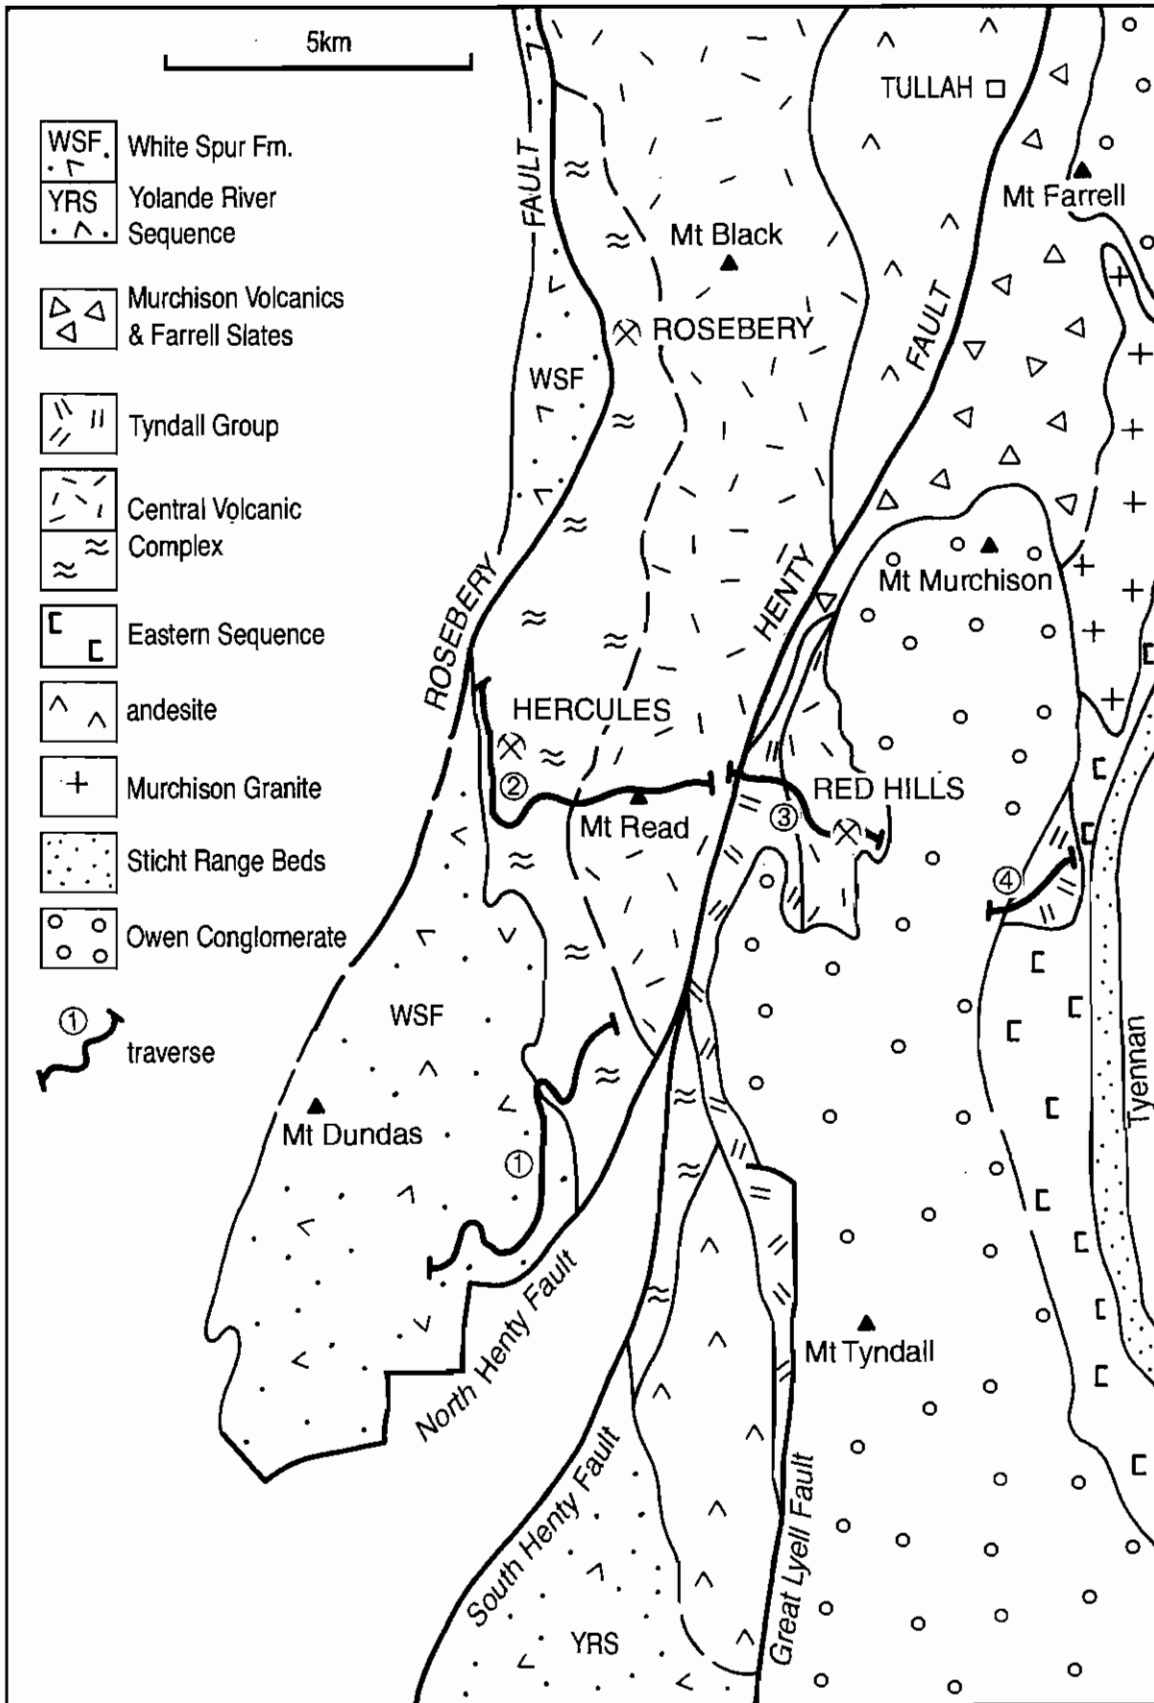 5km
WSF
White Spur Fm.
YRS
Yolande River
Sequence
Murchison Volcanics
& Farrell Slates
Tyndall Group
Central Volcanic
Complex
Eastern Sequence
andesite
Murchison Granite
Sticht Range Beds
Owen Conglomerate
1
traverse
FAULT
TULLAH
Mt Farrell
Mt Black
ROSEBERY
WSF
FAULT
HENTY
Mt Murchison
ROSEBERY
HERCULES
2
Mt Read
RED HILLS
3
4
WSF
Mt Dundas
1
Tyennan
North Henty Fault
Mt Tyndall
South Henty Fault
Great Lyell Fault
YRS